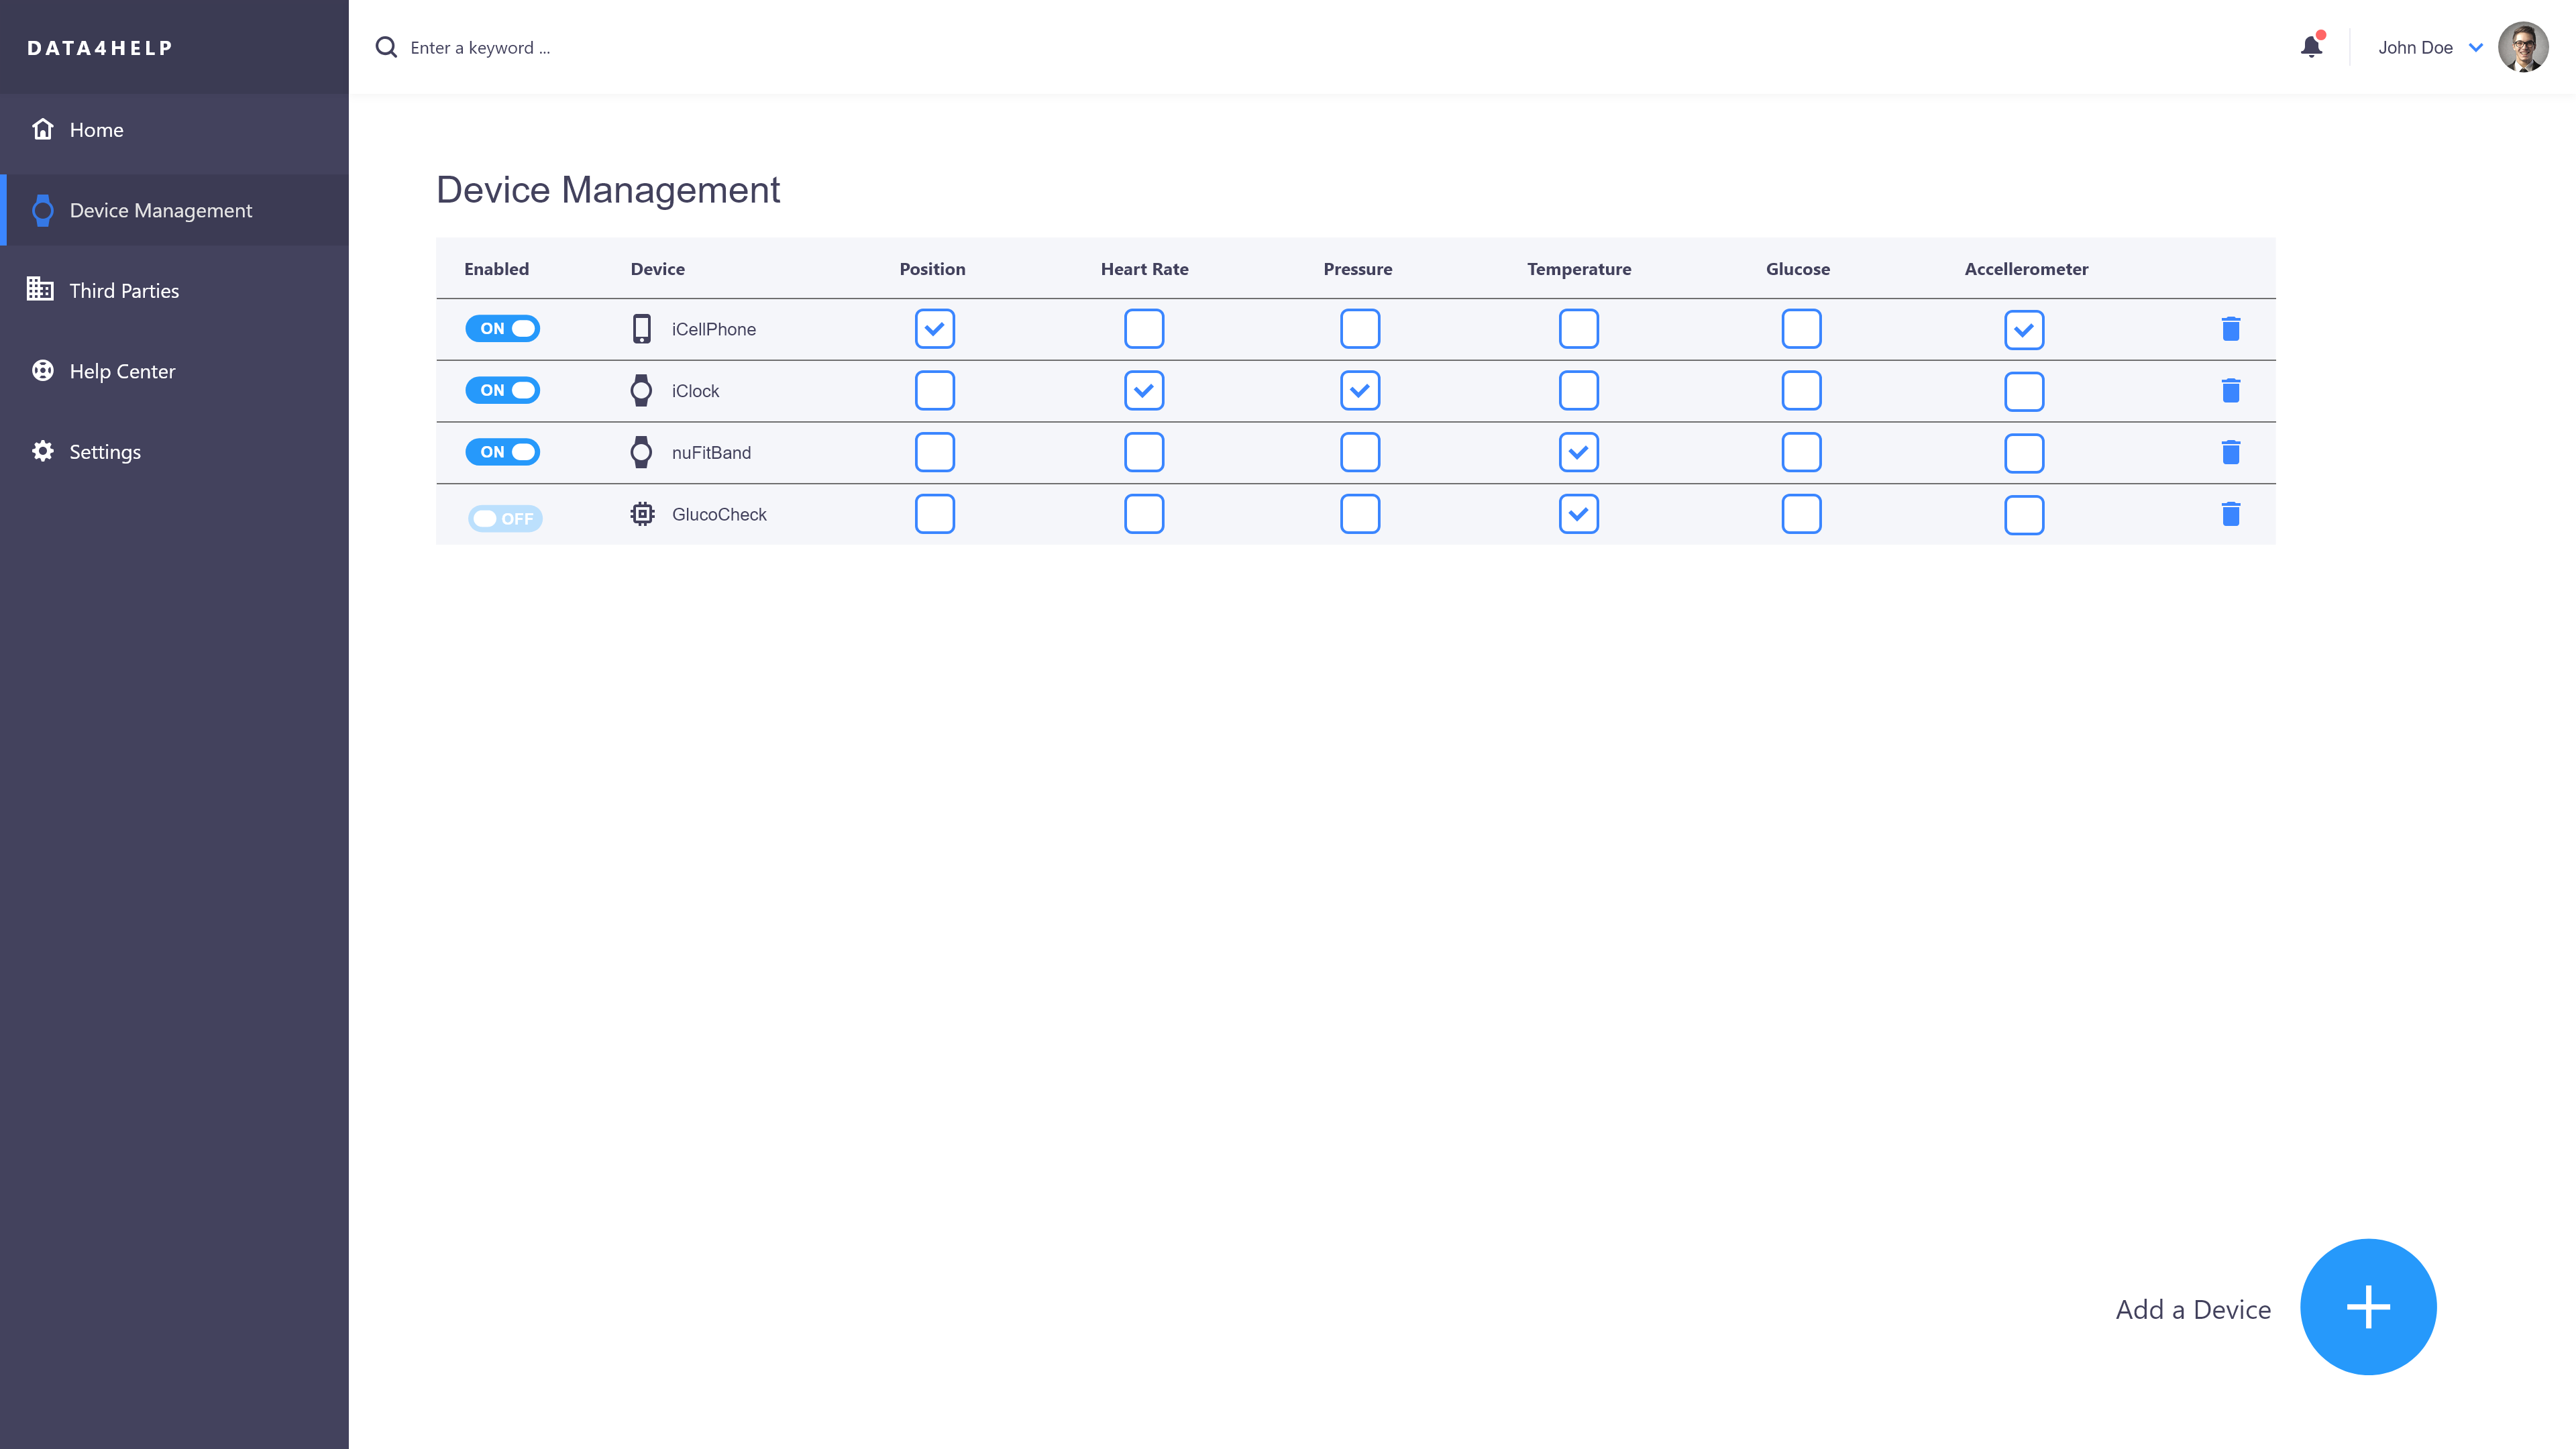 DATA4HELP
Enter a keyword ...
John Doe
Home
Device Management
Third Parties
Help Center
Settings
Device Management
Enabled Device Position Heart Rate Pressure Temperature Glucose Accellerometer
ON iCellPhone
ON iClock
ON nuFitBand
OFF GlucoCheck
Add a Device